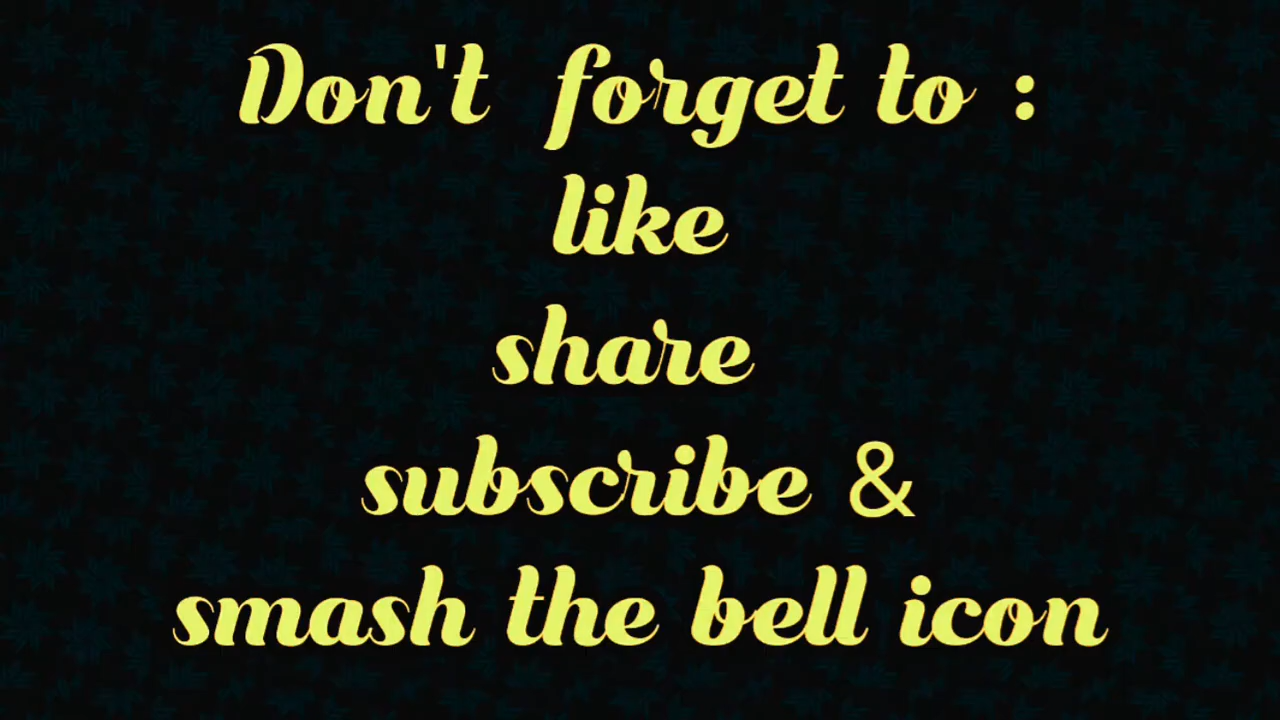 Don't forget to :
like
share
subscribe &
smash the bell icon